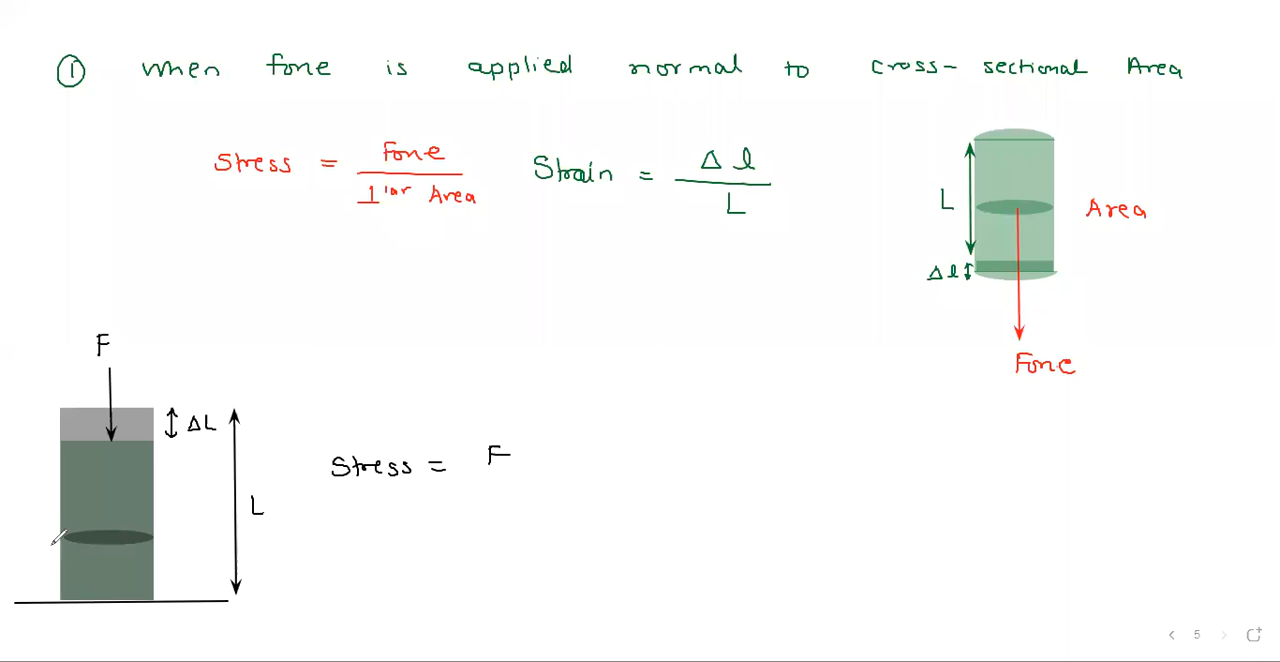 ① when force is applied normal to cross-sectional Area
Stress = Force / ⊥lar Area
Strain = Δl / L
L
Area
Δl
Force
F
ΔL
L
Stress = F
5